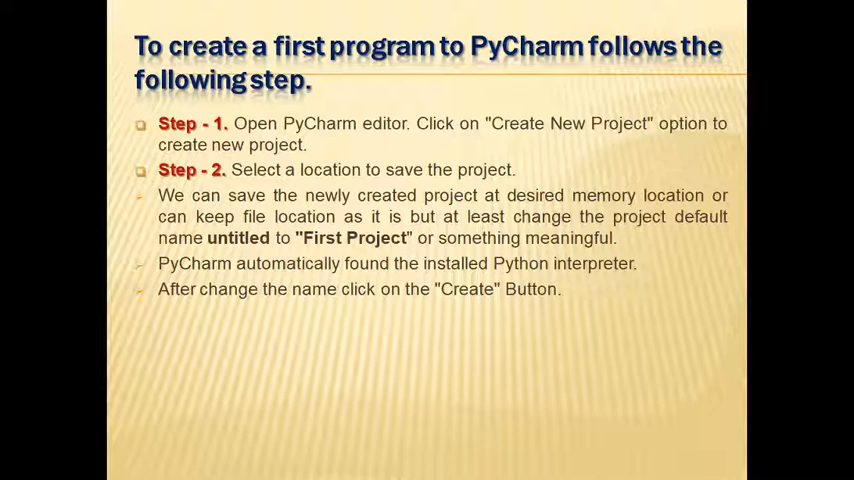 To create a first program to PyCharm follows the
following step.
Step - 1. Open PyCharm editor. Click on "Create New Project" option to
create new project.
Step - 2. Select a location to save the project.
We can save the newly created project at desired memory location or
can keep file location as it is but at least change the project default
name untitled to "First Project" or something meaningful.
PyCharm automatically found the installed Python interpreter.
After change the name click on the "Create" Button.